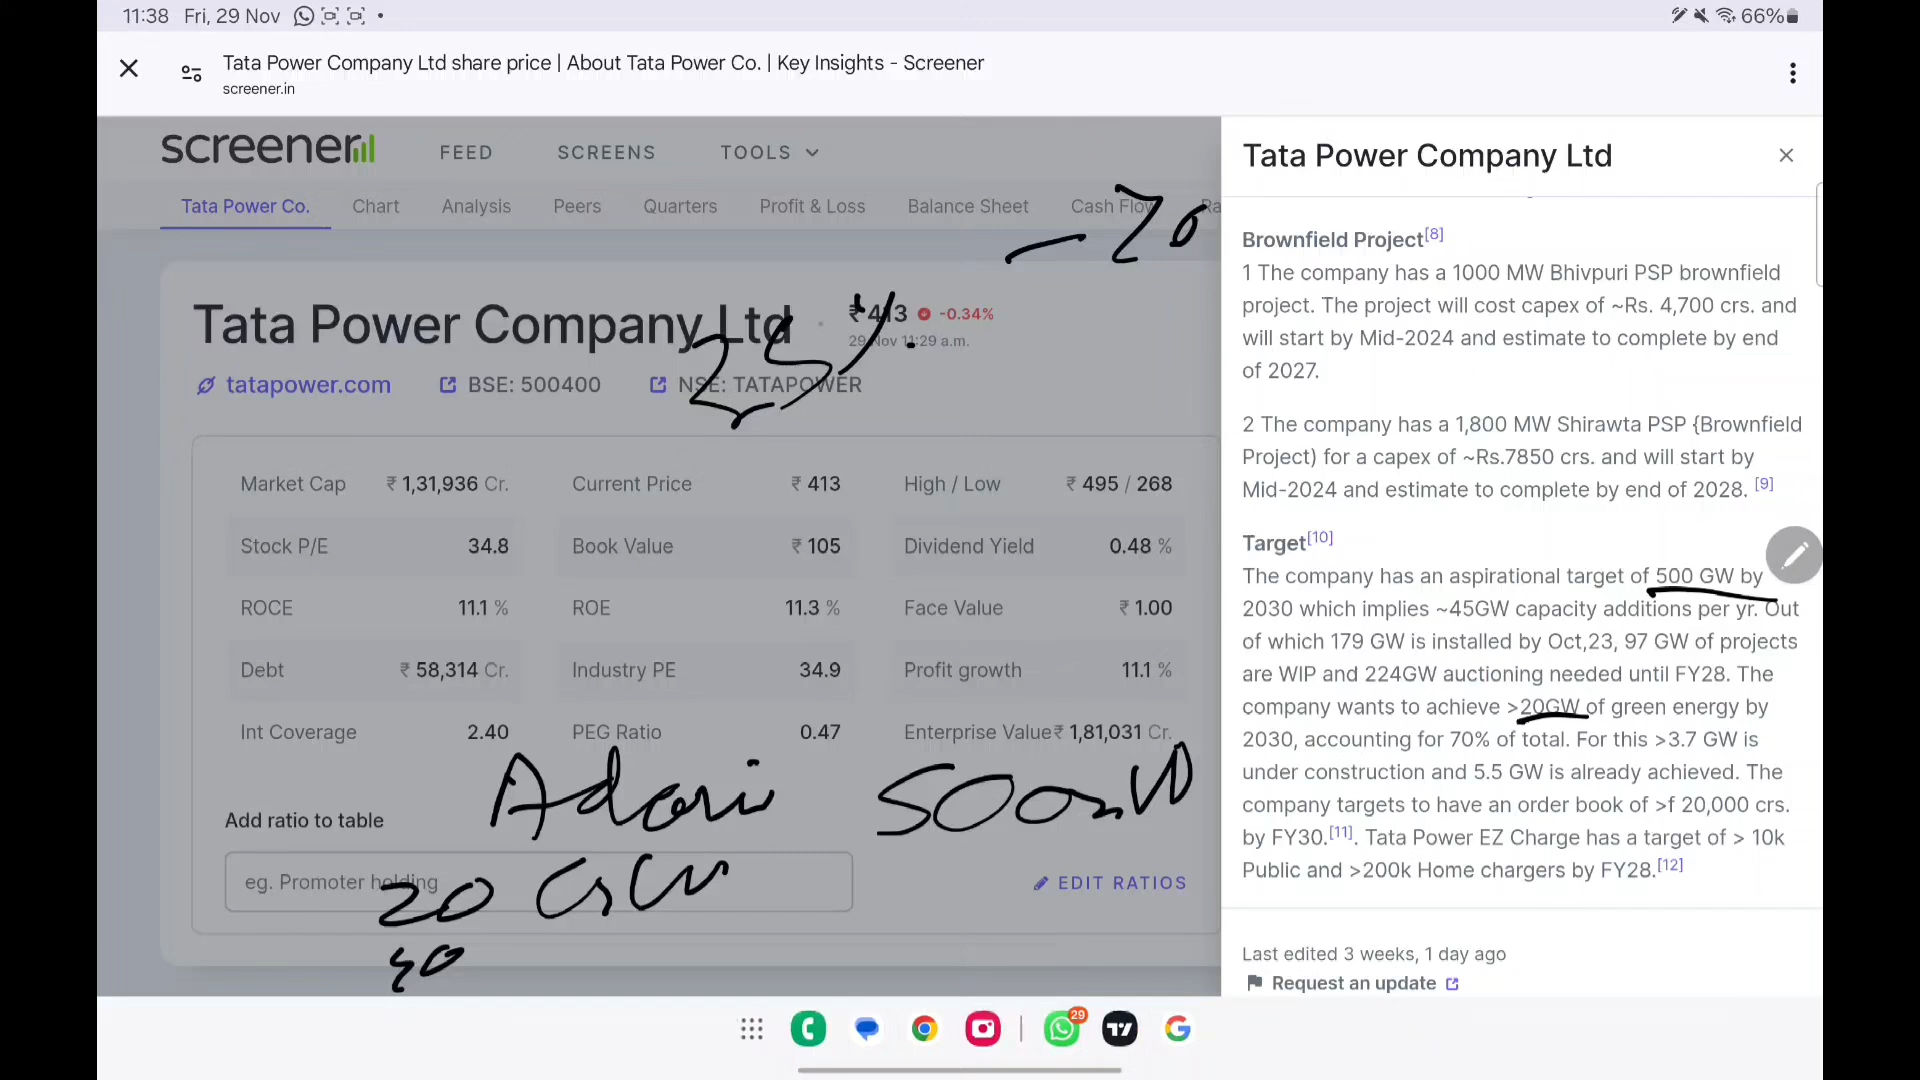 11:38 Fri, 29 Nov 66%
Tata Power Company Ltd share price | About Tata Power Co. | Key Insights - Screener
screener.in
screener FEED SCREENS TOOLS
Tata Power Co. Chart Analysis Peers Quarters Profit & Loss Balance Sheet Cash Flow Ra
20
Tata Power Company Ltd ₹ 413 -0.34%
29 Nov 11:29 a.m.
25%
tatapower.com BSE: 500400 NSE: TATAPOWER
Market Cap ₹ 1,31,936 Cr. Current Price ₹ 413 High / Low ₹ 495 / 268
Stock P/E 34.8 Book Value ₹ 105 Dividend Yield 0.48 %
ROCE 11.1 % ROE 11.3 % Face Value ₹ 1.00
Debt ₹ 58,314 Cr. Industry PE 34.9 Profit growth 11.1 %
Int Coverage 2.40 PEG Ratio 0.47 Enterprise Value ₹ 1,81,031 Cr.
Adani 500
Add ratio to table
eg. Promoter holding
20
EDIT RATIOS
Tata Power Company Ltd
Brownfield Project[8]
1 The company has a 1000 MW Bhivpuri PSP brownfield
project. The project will cost capex of ~Rs. 4,700 crs. and
will start by Mid-2024 and estimate to complete by end
of 2027.
2 The company has a 1,800 MW Shirawta PSP {Brownfield
Project) for a capex of ~Rs.7850 crs. and will start by
Mid-2024 and estimate to complete by end of 2028. [9]
Target[10]
The company has an aspirational target of 500 GW by
2030 which implies ~45GW capacity additions per yr. Out
of which 179 GW is installed by Oct,23, 97 GW of projects
are WIP and 224GW auctioning needed until FY28. The
company wants to achieve >20GW of green energy by
2030, accounting for 70% of total. For this >3.7 GW is
under construction and 5.5 GW is already achieved. The
company targets to have an order book of >f 20,000 crs.
by FY30.[11]. Tata Power EZ Charge has a target of > 10k
Public and >200k Home chargers by FY28.[12]
Last edited 3 weeks, 1 day ago
Request an update
29